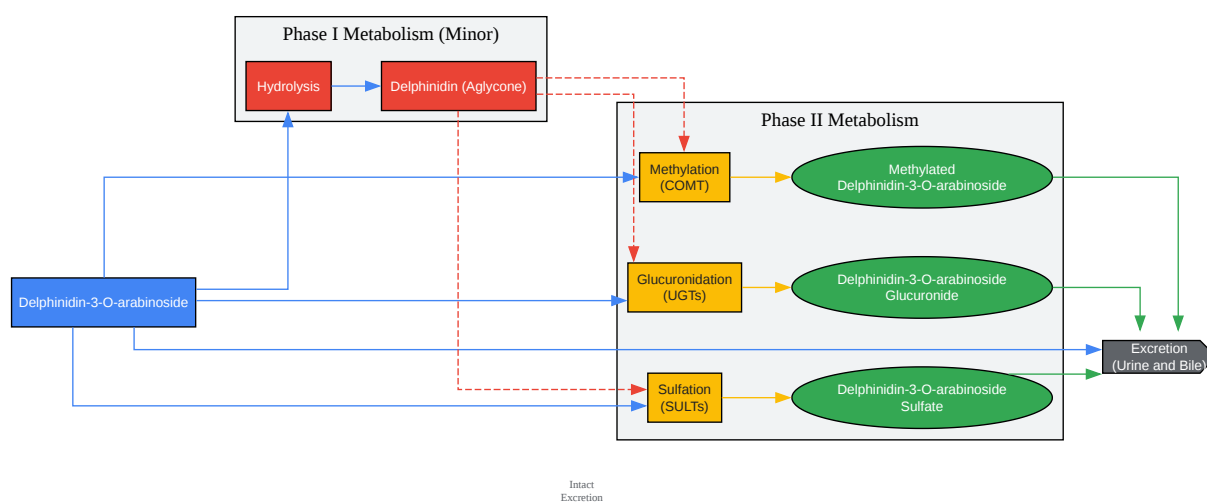 Phase I Metabolism (Minor)
Hydrolysis
Delphinidin (Aglycone)
Phase II Metabolism
Methylation
(COMT)
Methylated
Delphinidin-3-O-arabinoside
Delphinidin-3-O-arabinoside
Glucuronidation
(UGTs)
Delphinidin-3-O-arabinoside
Glucuronide
Excretion
(Urine and Bile)
Sulfation
(SULTs)
Delphinidin-3-O-arabinoside
Sulfate
Intact
Excretion